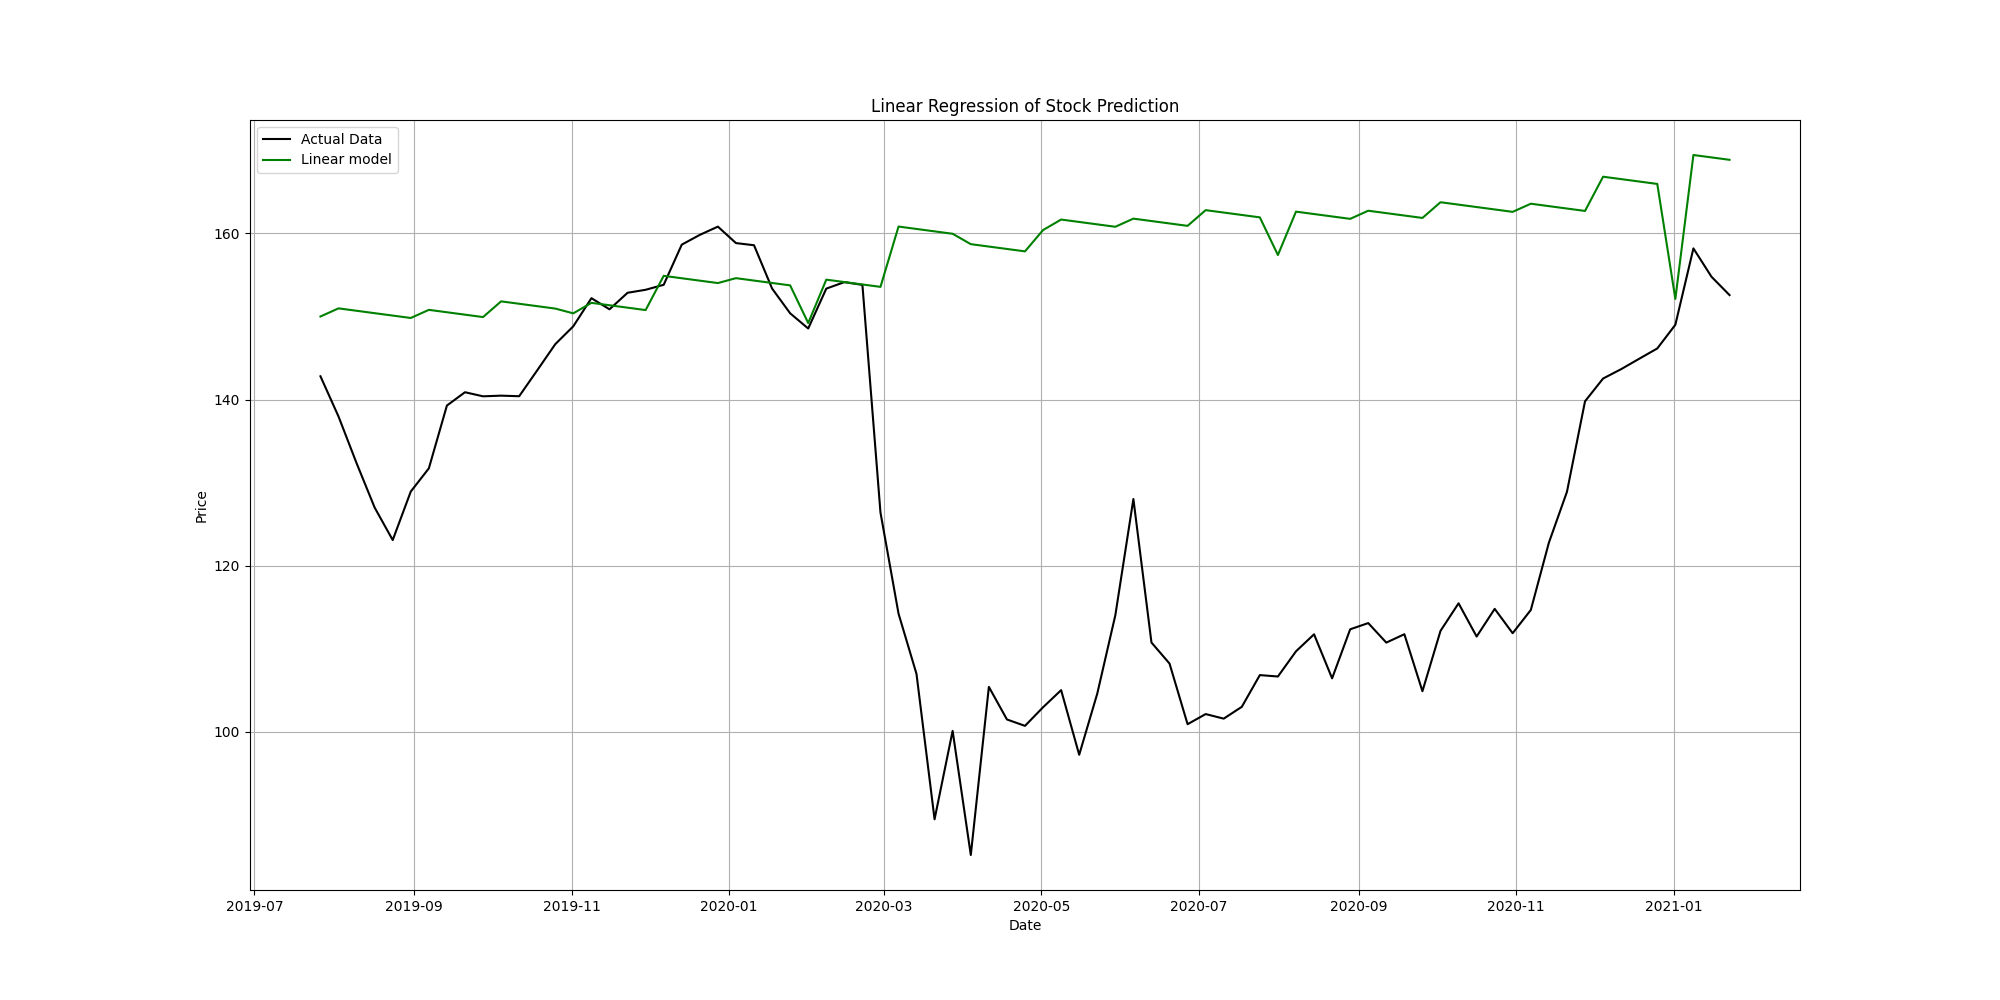 Linear Regression of Stock Prediction
Actual Data
Linear model
160
140
120
100
Price
2019-07 2019-09 2019-11 2020-01 2020-03 2020-05 2020-07 2020-09 2020-11 2021-01
Date